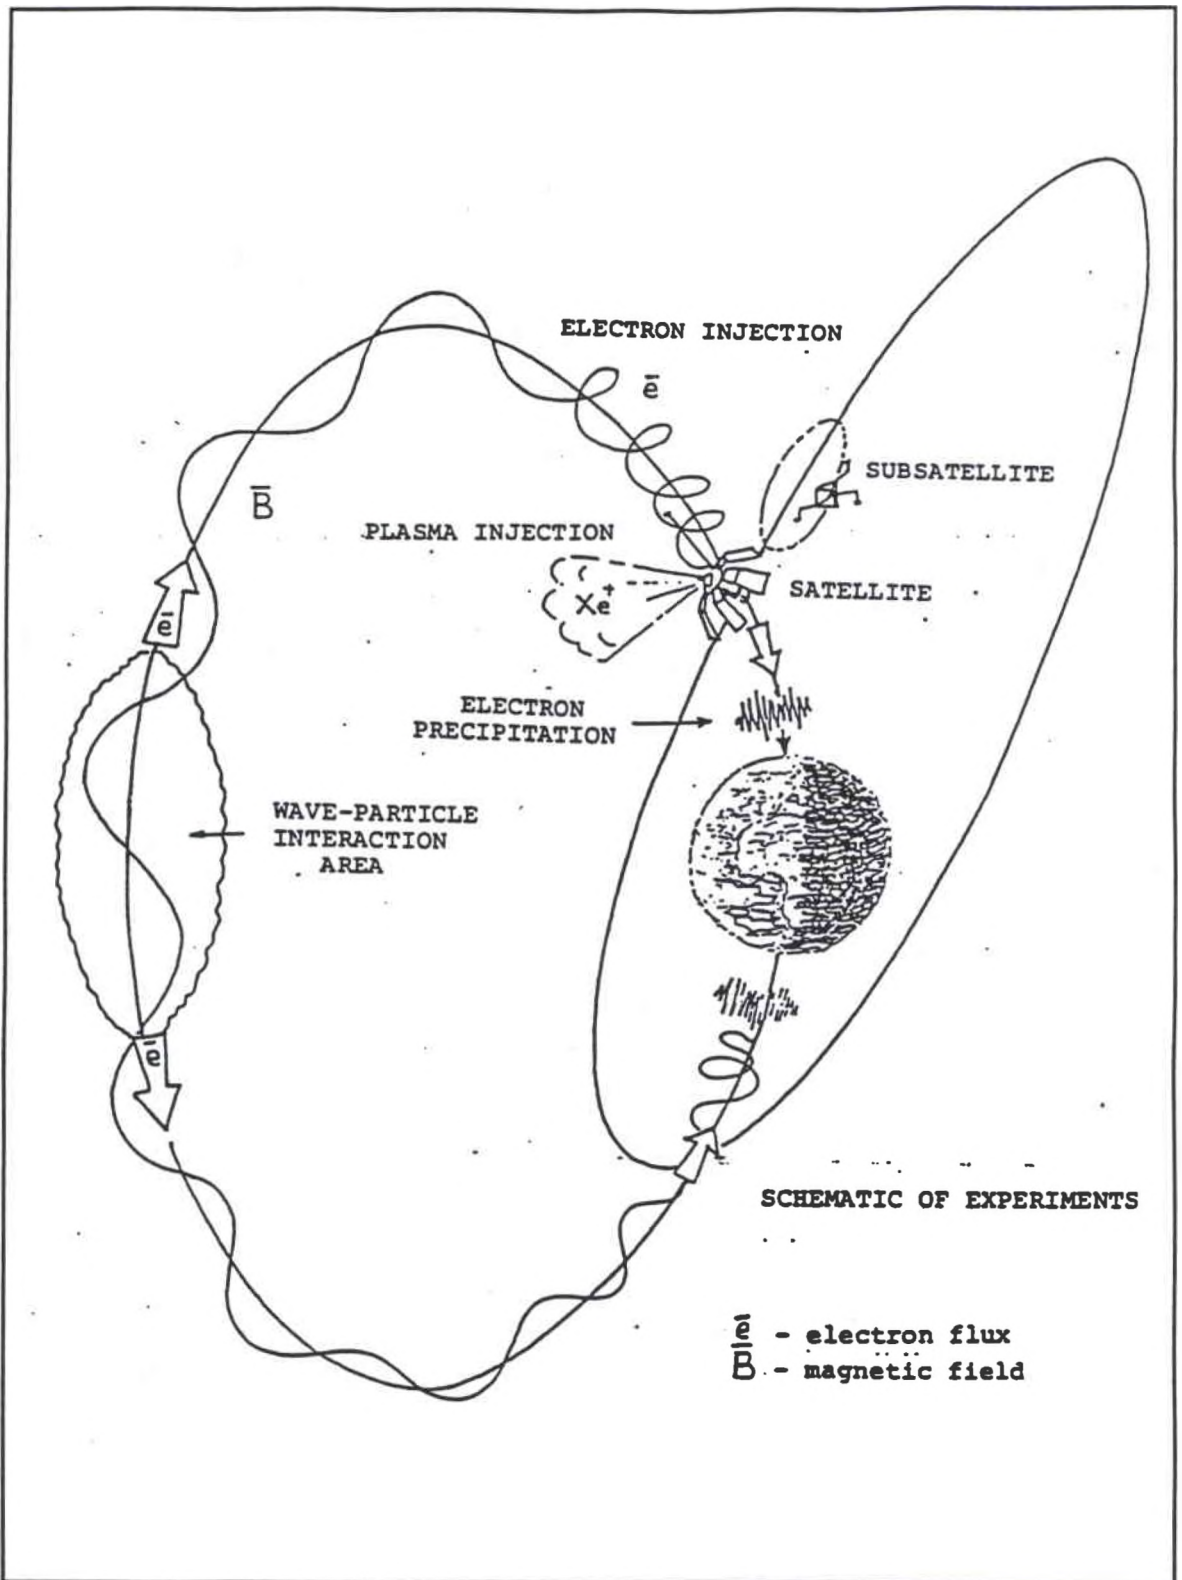 ELECTRON INJECTION
ē
SUBSATELLITE
B̄
PLASMA INJECTION
Xe⁺
SATELLITE
ē
ELECTRON
PRECIPITATION
WAVE-PARTICLE
INTERACTION
AREA
ē
SCHEMATIC OF EXPERIMENTS
ē - electron flux
B̄ - magnetic field